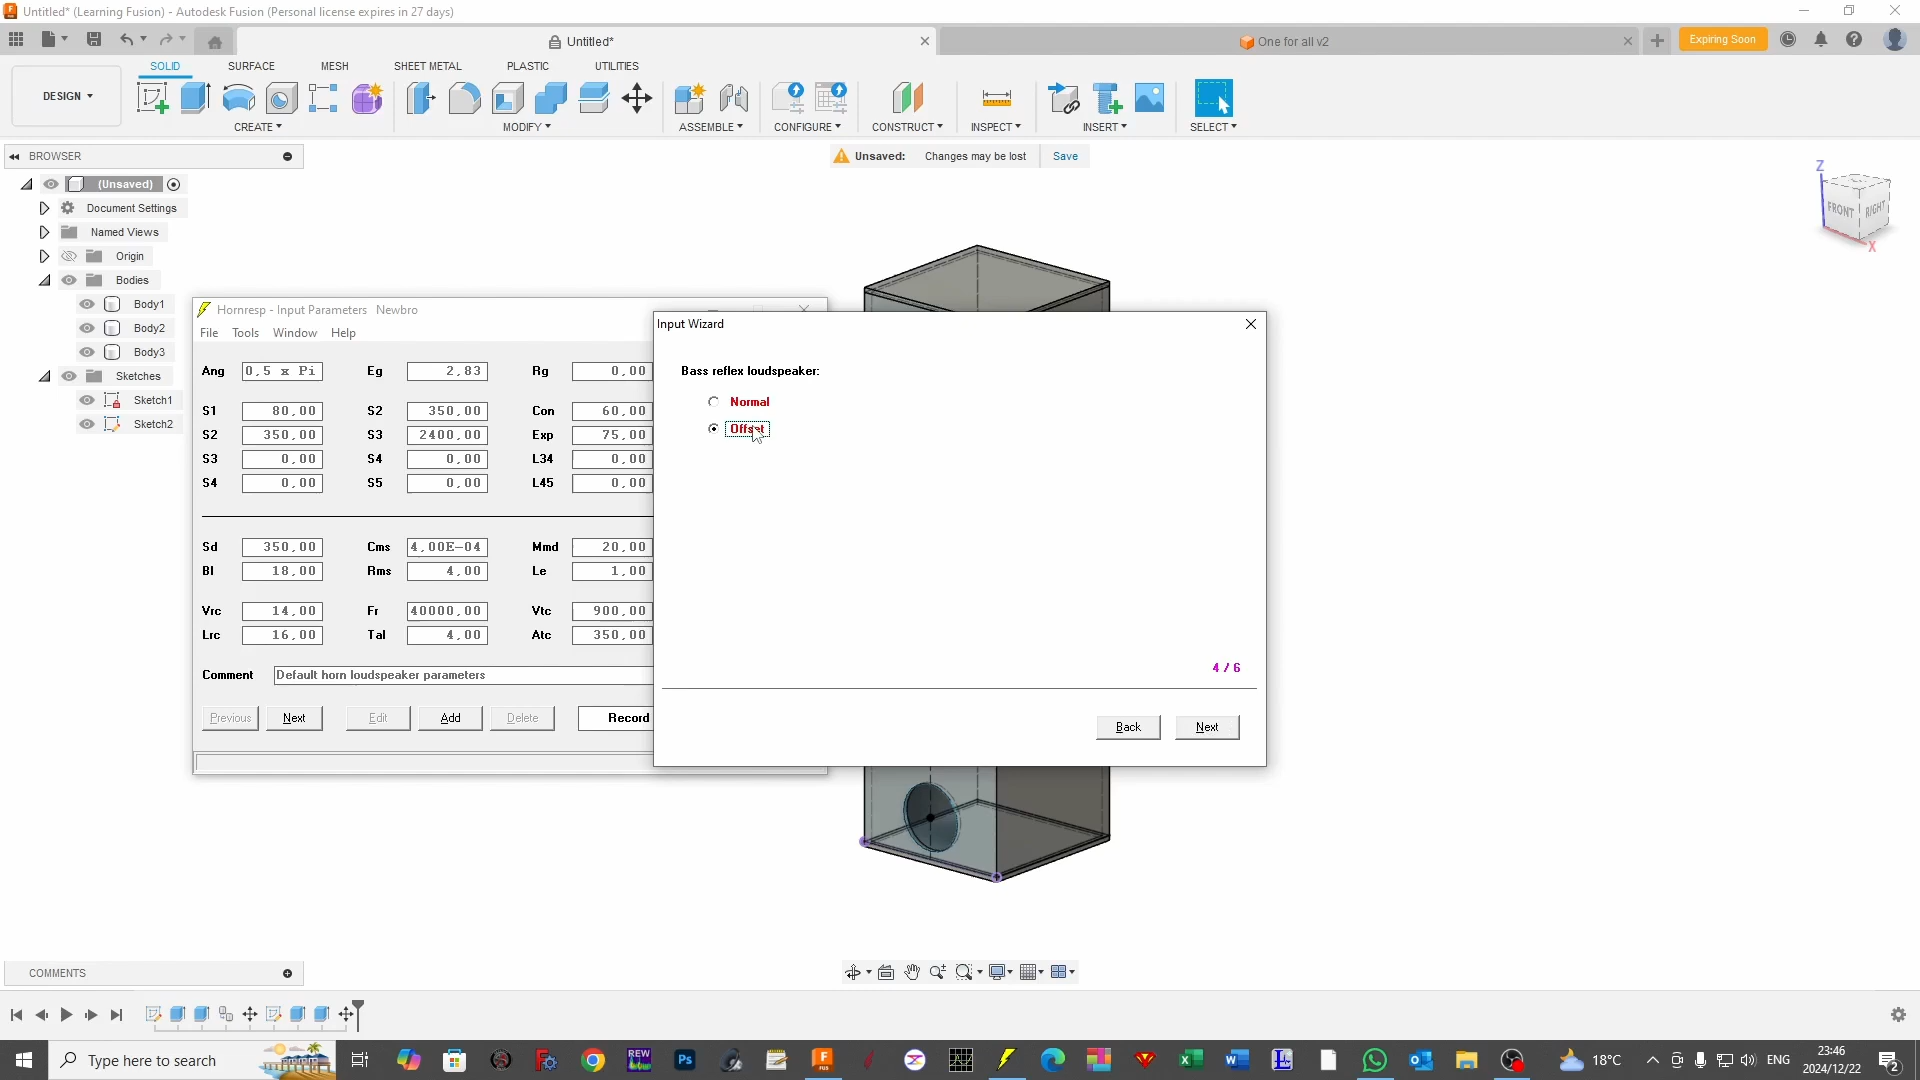 Untitled* (Learning Fusion) - Autodesk Fusion (Personal license expires in 27 days)
Untitled*
One for all v2
Expiring Soon
DESIGN
SOLID SURFACE MESH SHEET METAL PLASTIC UTILITIES
CREATE MODIFY ASSEMBLE CONFIGURE CONSTRUCT INSPECT INSERT SELECT
BROWSER
Unsaved: Changes may be lost Save
(Unsaved)
Document Settings
Named Views
Origin
Bodies
Body1
Body2
Body3
Sketches
Sketch1
Sketch2
Z
FRONT RIGHT
X
Hornresp - Input Parameters Newbro
File Tools Window Help
Ang 0,5 x Pi Eg 2,83 Rg 0,00
S1 80,00 S2 350,00 Con 60,00
S2 350,00 S3 2400,00 Exp 75,00
S3 0,00 S4 0,00 L34 0,00
S4 0,00 S5 0,00 L45 0,00
Sd 350,00 Cms 4,00E-04 Mmd 20,00
Bl 18,00 Rms 4,00 Le 1,00
Vrc 14,00 Fr 40000,00 Vtc 900,00
Lrc 16,00 Tal 4,00 Atc 350,00
Comment Default horn loudspeaker parameters
Previous Next Edit Add Delete Record
Input Wizard
Bass reflex loudspeaker:
Normal
Offset
4 / 6
Back Next
COMMENTS
Type here to search
REW
Ps
FUS
18°C
ENG
23:46
2024/12/22
2